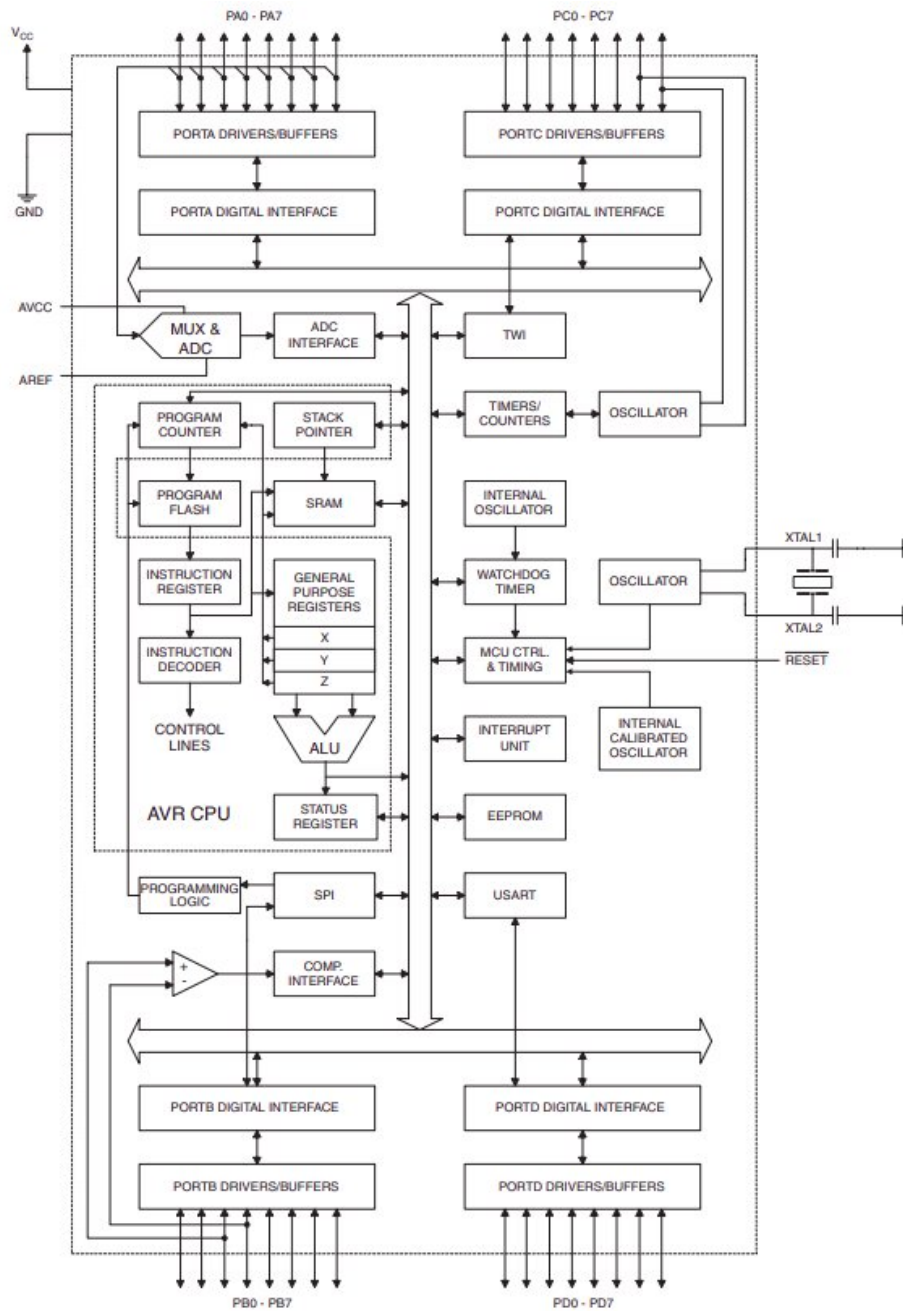 PA0 - PA7
PC0 - PC7
VCC
PORTA DRIVERS/BUFFERS
PORTC DRIVERS/BUFFERS
PORTA DIGITAL INTERFACE
PORTC DIGITAL INTERFACE
GND
AVCC
MUX &
ADC
ADC
INTERFACE
TWI
AREF
PROGRAM
COUNTER
STACK
POINTER
TIMERS/
COUNTERS
OSCILLATOR
PROGRAM
FLASH
SRAM
INTERNAL
OSCILLATOR
XTAL1
INSTRUCTION
REGISTER
GENERAL
PURPOSE
REGISTERS
WATCHDOG
TIMER
OSCILLATOR
XTAL2
X
INSTRUCTION
DECODER
Y
MCU CTRL.
& TIMING
RESET
Z
CONTROL
LINES
ALU
INTERRUPT
UNIT
INTERNAL
CALIBRATED
OSCILLATOR
AVR CPU
STATUS
REGISTER
EEPROM
PROGRAMMING
LOGIC
SPI
USART
+
-
COMP.
INTERFACE
PORTB DIGITAL INTERFACE
PORTD DIGITAL INTERFACE
PORTB DRIVERS/BUFFERS
PORTD DRIVERS/BUFFERS
PB0 - PB7
PD0 - PD7